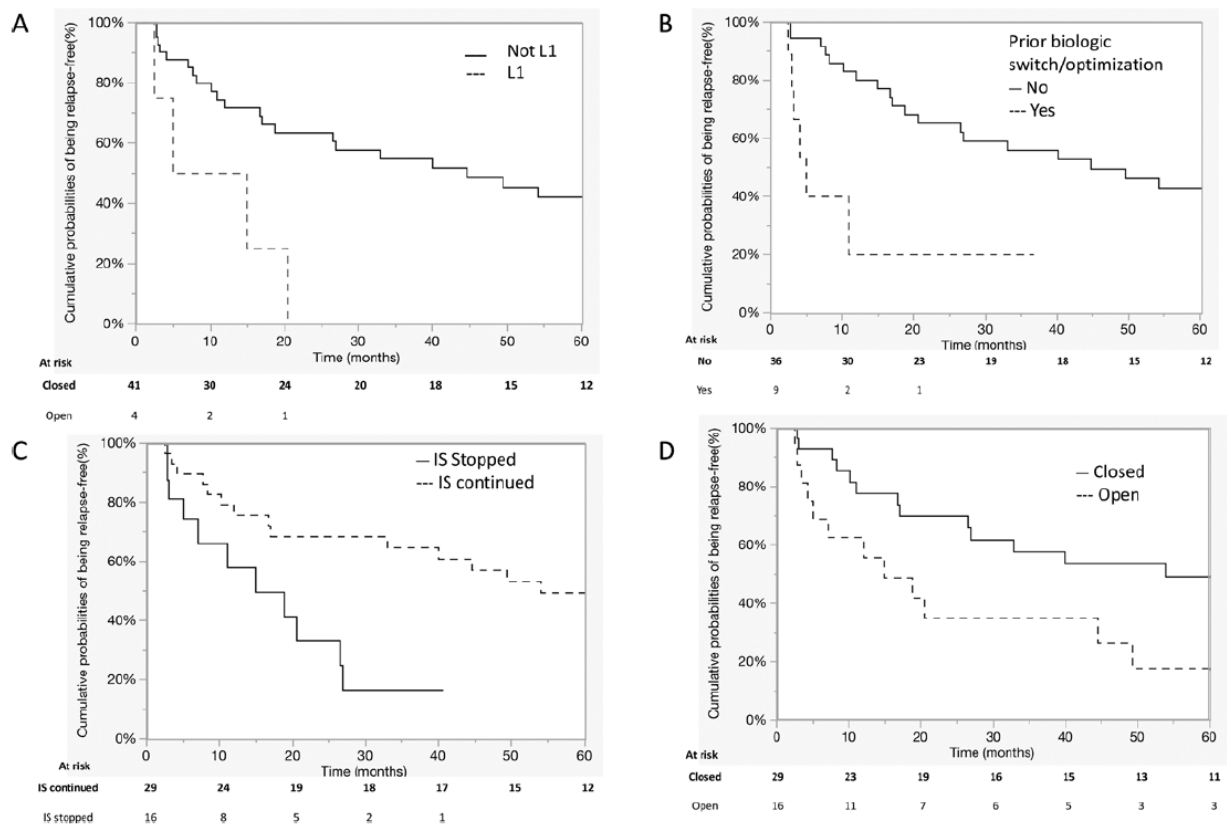 A
Cumulative probabilities of being relapse-free(%)
100%
80%
60%
40%
20%
0%
Not L1
L1
0 10 20 30 40 50 60
Time (months)
At risk
Closed 41 30 24 20 18 15 12
Open 4 2 1
B
Cumulative probabilities of being relapse-free(%)
100%
80%
60%
40%
20%
0%
Prior biologic
switch/optimization
No
Yes
0 10 20 30 40 50 60
Time (months)
At risk
No 36 30 23 19 18 15 12
Yes 9 2 1
C
Cumulative probabilities of being relapse-free(%)
100%
80%
60%
40%
20%
0%
IS Stopped
IS continued
0 10 20 30 40 50 60
Time (months)
At risk
IS continued 29 24 19 18 17 15 12
IS stopped 16 8 5 2 1
D
Cumulative probabilities of being relapse-free(%)
100%
80%
60%
40%
20%
0%
Closed
Open
0 10 20 30 40 50 60
Time (months)
At risk
Closed 29 23 19 16 15 13 11
Open 16 11 7 6 5 3 3